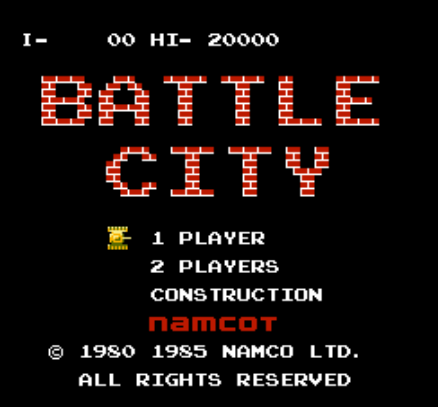 I- 00 HI- 20000
BATTLE
CITY
1 PLAYER
2 PLAYERS
CONSTRUCTION
namcoT
© 1980 1985 NAMCO LTD.
ALL RIGHTS RESERVED